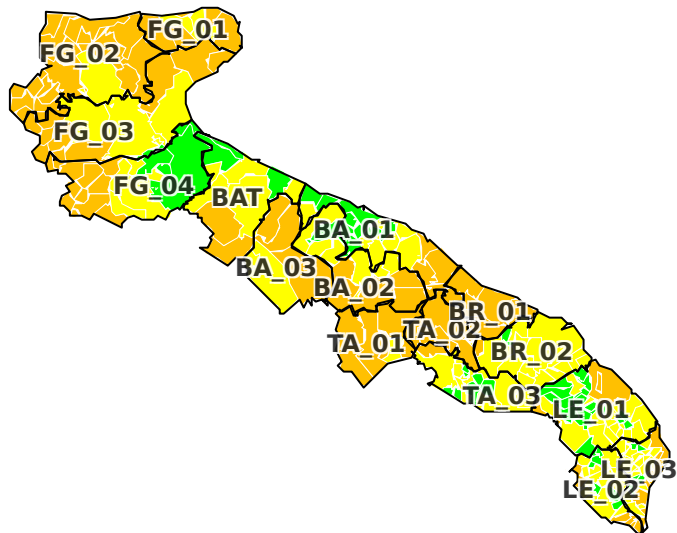 FG_01
FG_02
FG_03
FG_04
BAT
BA_01
BA_03
BA_02
BR_01
TA_02
TA_01
BR_02
TA_03
LE_01
LE_03
LE_02